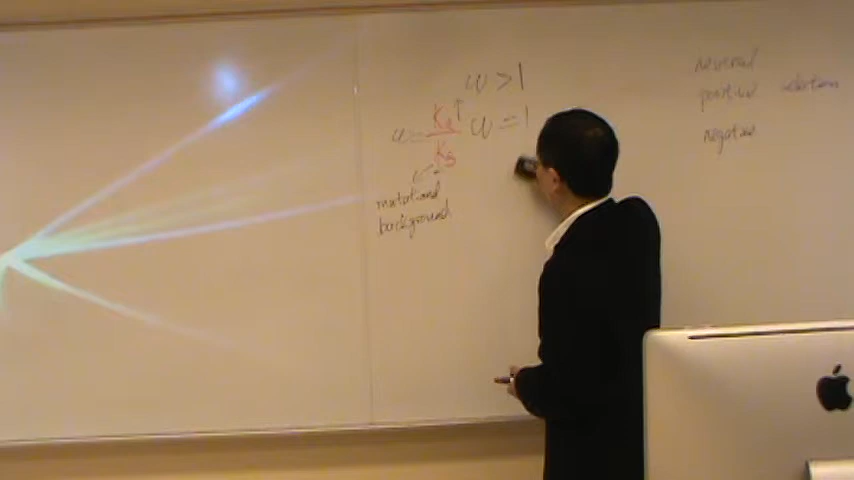 ω > 1
ω = Ka/Ks ↑ ω = 1
mutational
background
neutral
positive selection
negative